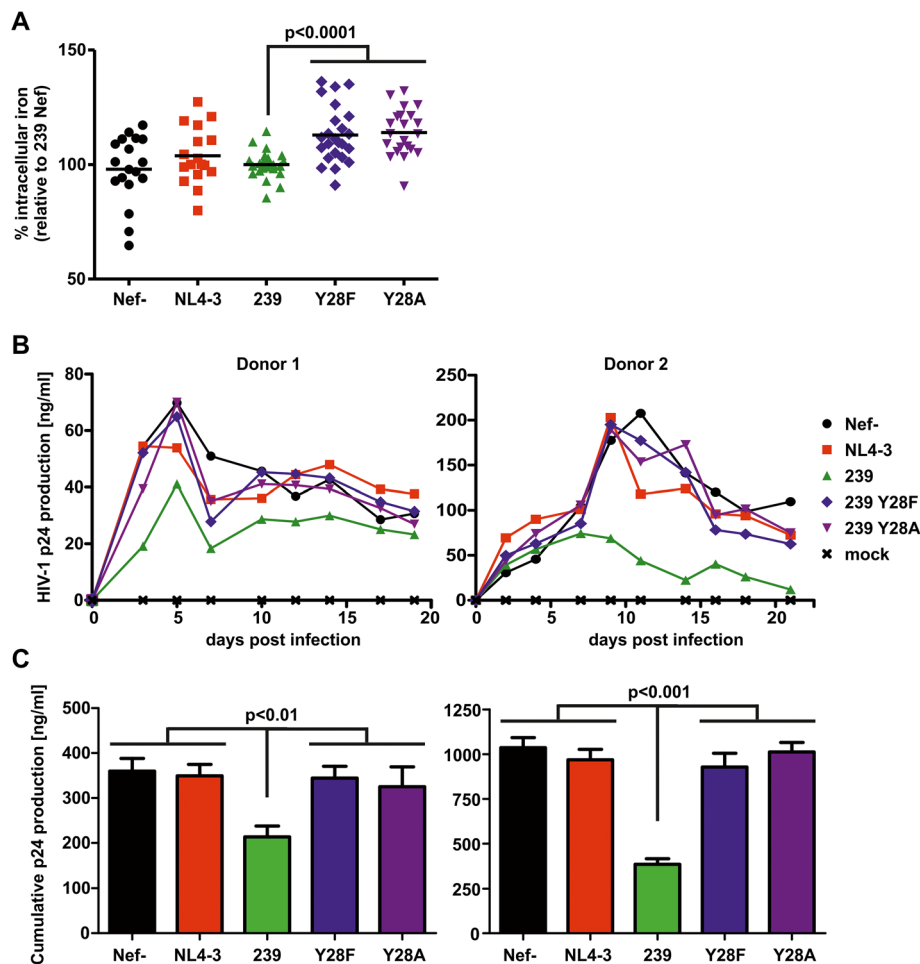 A
p<0.0001
% intracellular iron
(relative to 239 Nef)
150
100
50
Nef- NL4-3 239 Y28F Y28A
B
Donor 1 Donor 2
HIV-1 p24 production [ng/ml]
80
60
40
20
0
0 5 10 15 20
days post infection
250
200
150
100
50
0
0 5 10 15 20
days post infection
Nef-
NL4-3
239
239 Y28F
239 Y28A
mock
C
Cumulative p24 production [ng/ml]
p<0.01
500
400
300
200
100
0
Nef- NL4-3 239 Y28F Y28A
p<0.001
1250
1000
750
500
250
0
Nef- NL4-3 239 Y28F Y28A